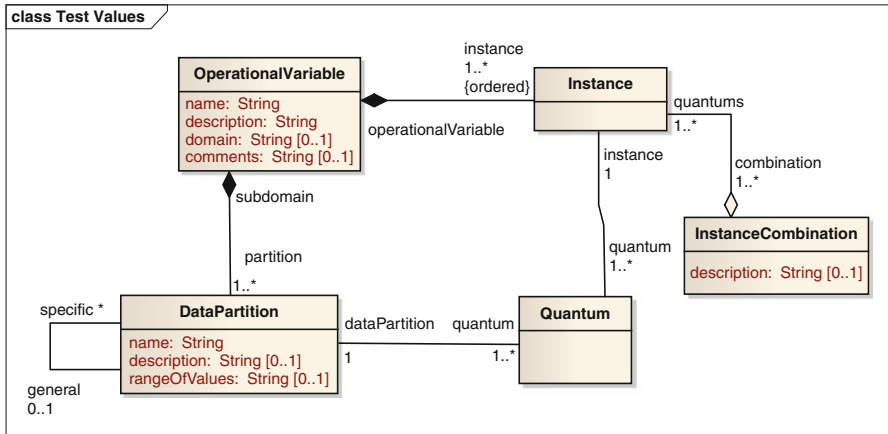 class Test Values
OperationalVariable
name: String
description: String
domain: String [0..1]
comments: String [0..1]
instance
1..*
{ordered}
operationalVariable
Instance
quantums
1..*
combination
1..*
InstanceCombination
description: String [0..1]
instance
1
quantum
1..*
subdomain
partition
1..*
specific *
general
0..1
DataPartition
name: String
description: String [0..1]
rangeOfValues: String [0..1]
dataPartition
1
quantum
1..*
Quantum